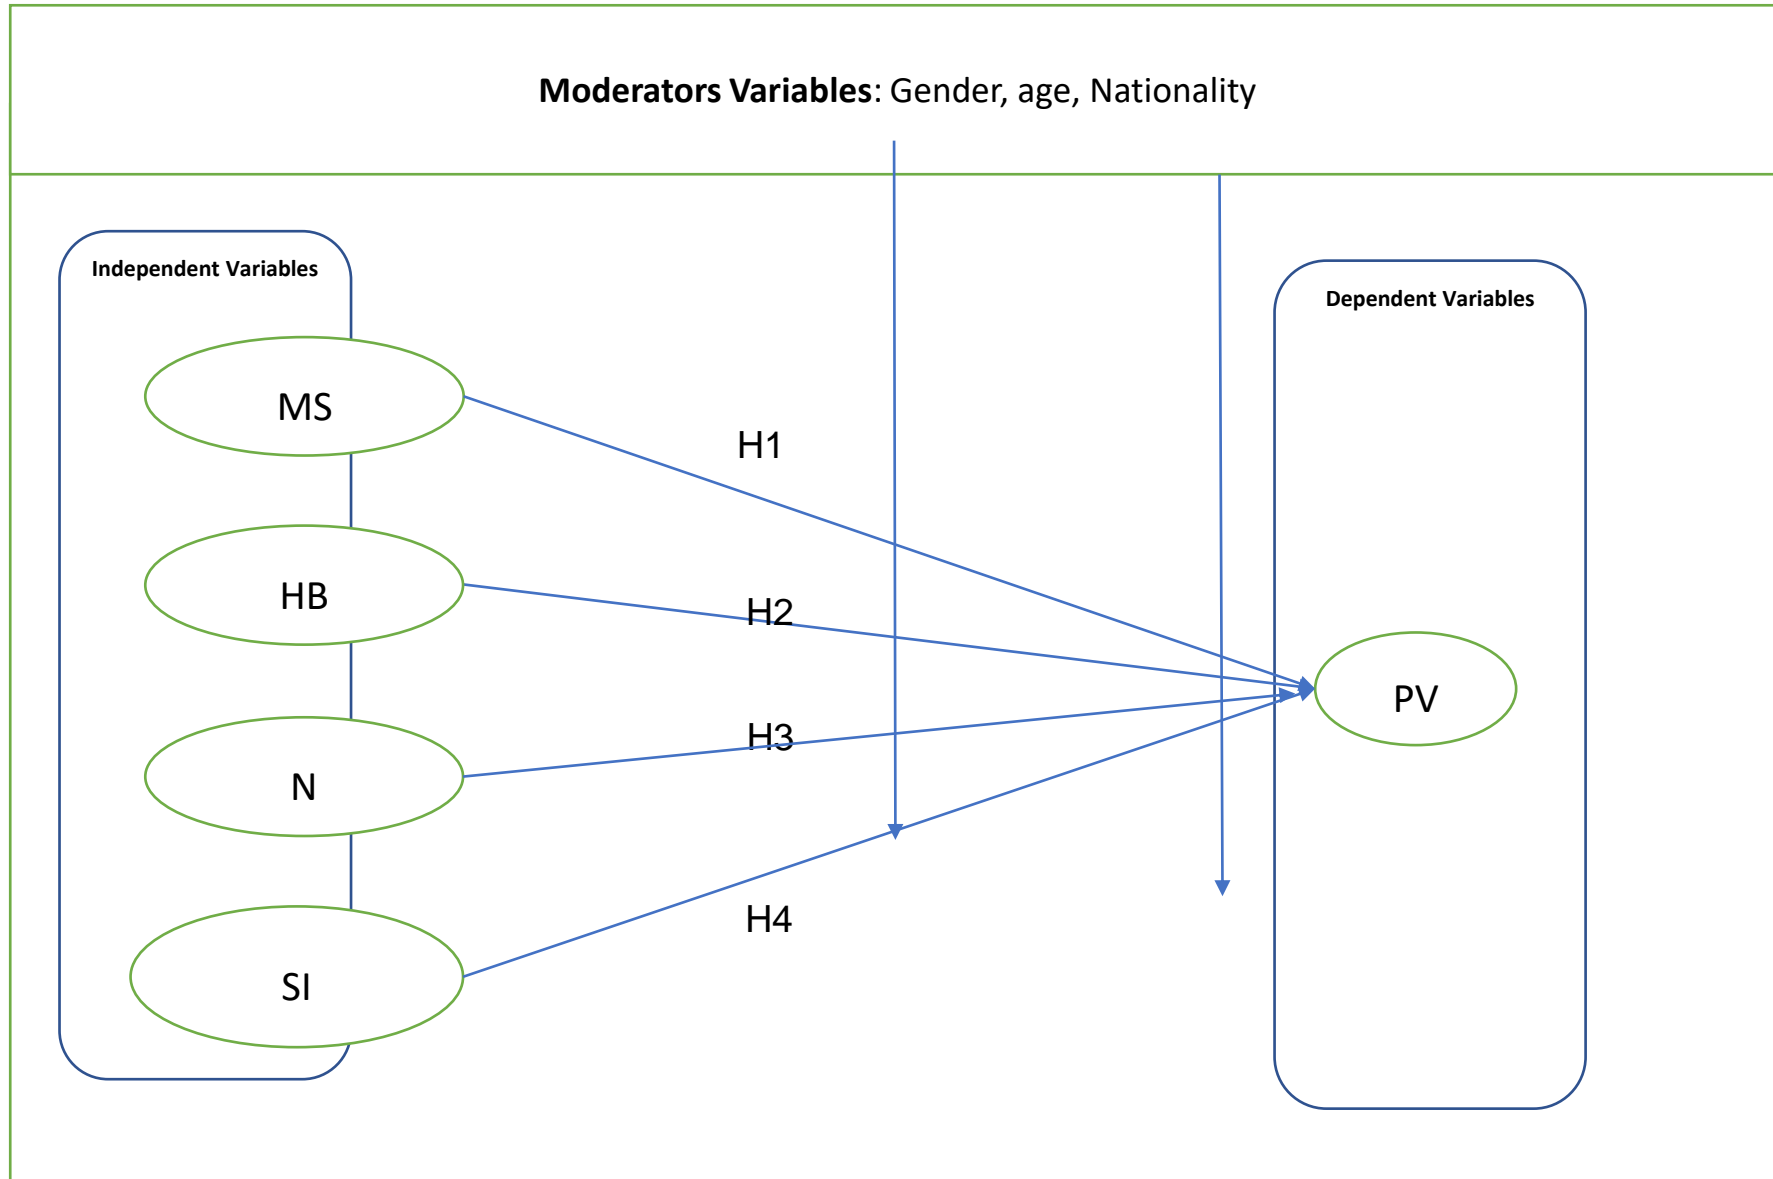 Moderators Variables: Gender, age, Nationality
Independent Variables
Dependent Variables
MS
H1
HB
H2
PV
H3
N
H4
SI